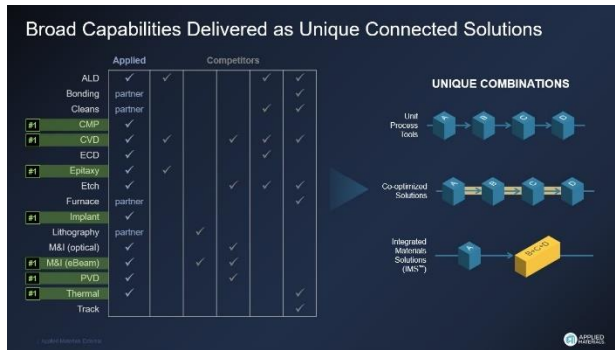 Broad Capabilities Delivered as Unique Connected Solutions
Applied
Competitors
ALD ✓ ✓ ✓ ✓
Bonding partner ✓
Cleans partner ✓ ✓
#1 CMP ✓
#1 CVD ✓ ✓ ✓ ✓ ✓
ECD ✓ ✓
#1 Epitaxy ✓ ✓
Etch ✓ ✓ ✓ ✓
Furnace partner ✓
#1 Implant ✓
Lithography partner ✓
M&I (optical) ✓ ✓
#1 M&I (eBeam) ✓ ✓ ✓
#1 PVD ✓ ✓
#1 Thermal ✓ ✓
Track ✓
UNIQUE COMBINATIONS
Unit
Process
Tools
A B C D
Co-optimized
Solutions
A B C D
Integrated
Materials
Solutions
(IMS™)
A B+C+D
APPLIED
MATERIALS